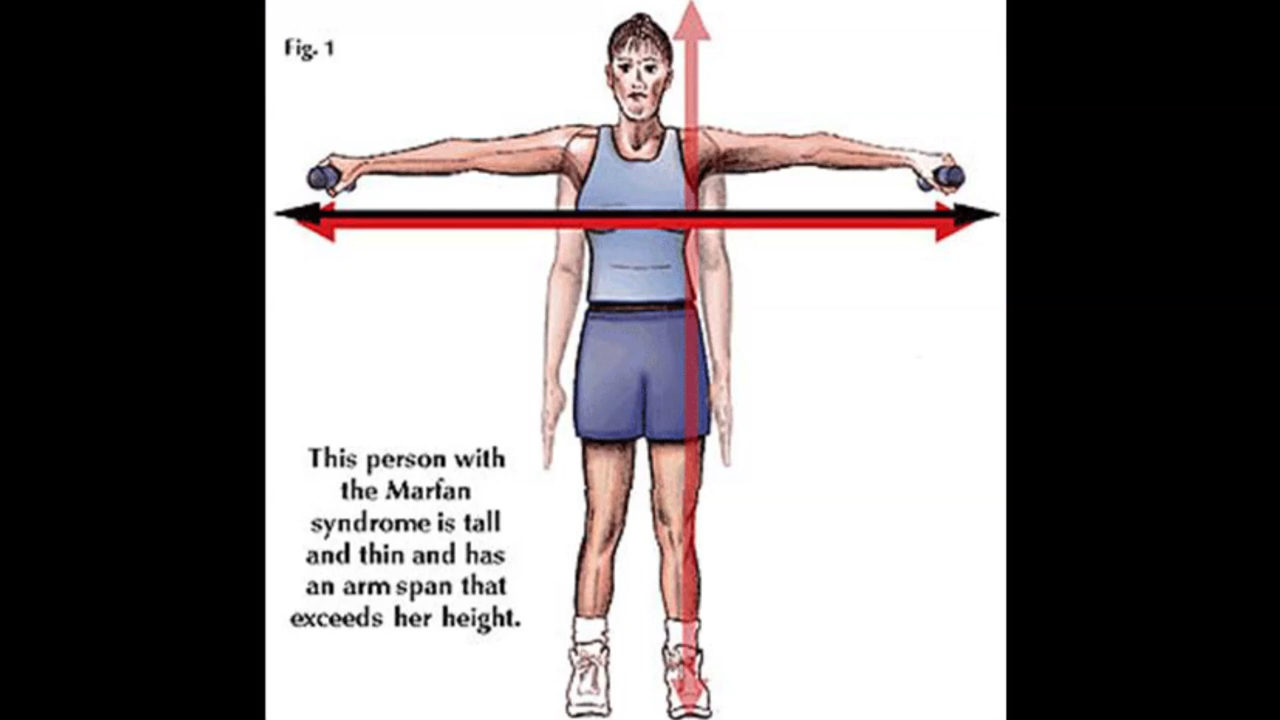 Fig. 1
This person with
the Marfan
syndrome is tall
and thin and has
an arm span that
exceeds her height.